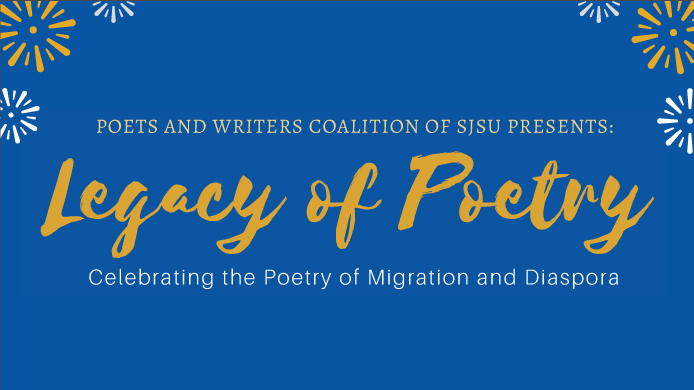 POETS AND WRITERS COALITION OF SJSU PRESENTS:
Legacy of Poetry
Celebrating the Poetry of Migration and Diaspora